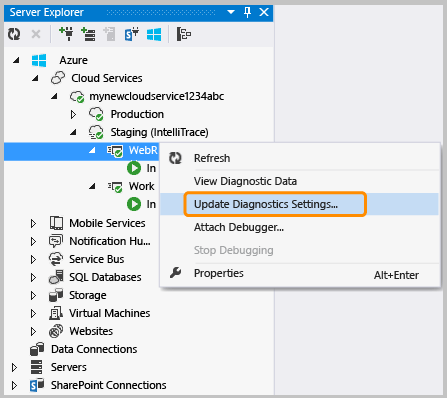 Server Explorer
Azure
Cloud Services
mynewcloudservice1234abc
Production
Staging (IntelliTrace)
WebR
In
Work
In
Mobile Services
Notification Hu...
Service Bus
SQL Databases
Storage
Virtual Machines
Websites
Data Connections
Servers
SharePoint Connections
Refresh
View Diagnostic Data
Update Diagnostics Settings...
Attach Debugger...
Stop Debugging
Properties Alt+Enter